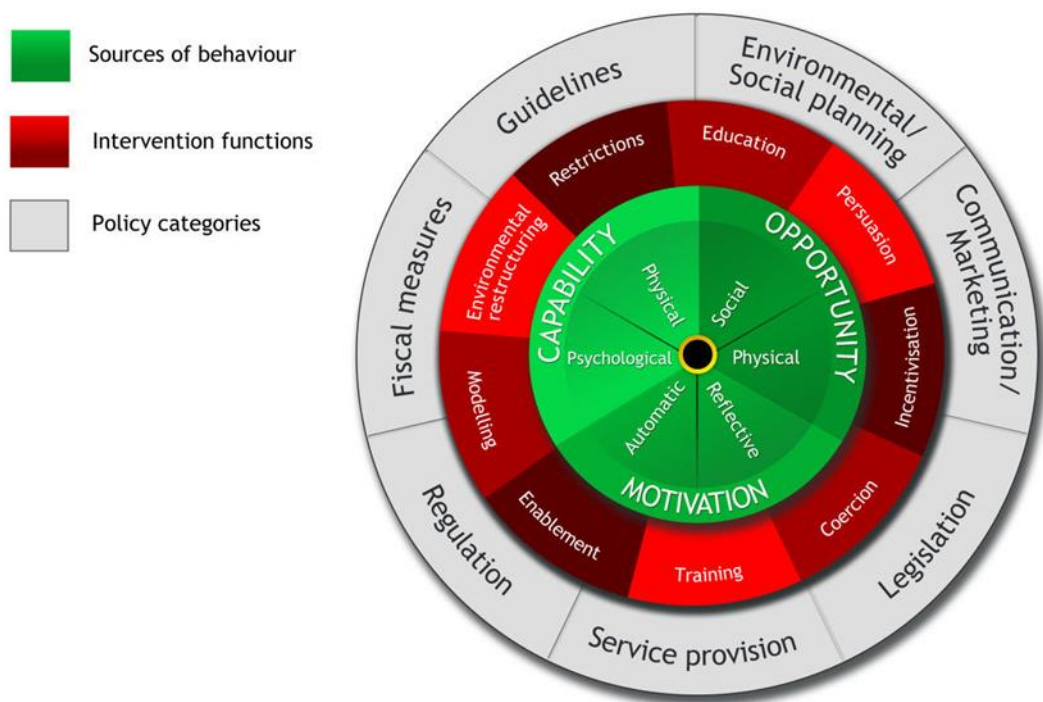 Sources of behaviour
Intervention functions
Policy categories
Guidelines
Environmental/
Social planning
Communication/
Marketing
Legislation
Service provision
Regulation
Fiscal measures
Restrictions
Education
Persuasion
Incentivisation
Coercion
Training
Enablement
Modelling
Environmental
restructuring
CAPABILITY
OPPORTUNITY
MOTIVATION
Physical
Social
Physical
Reflective
Automatic
Psychological